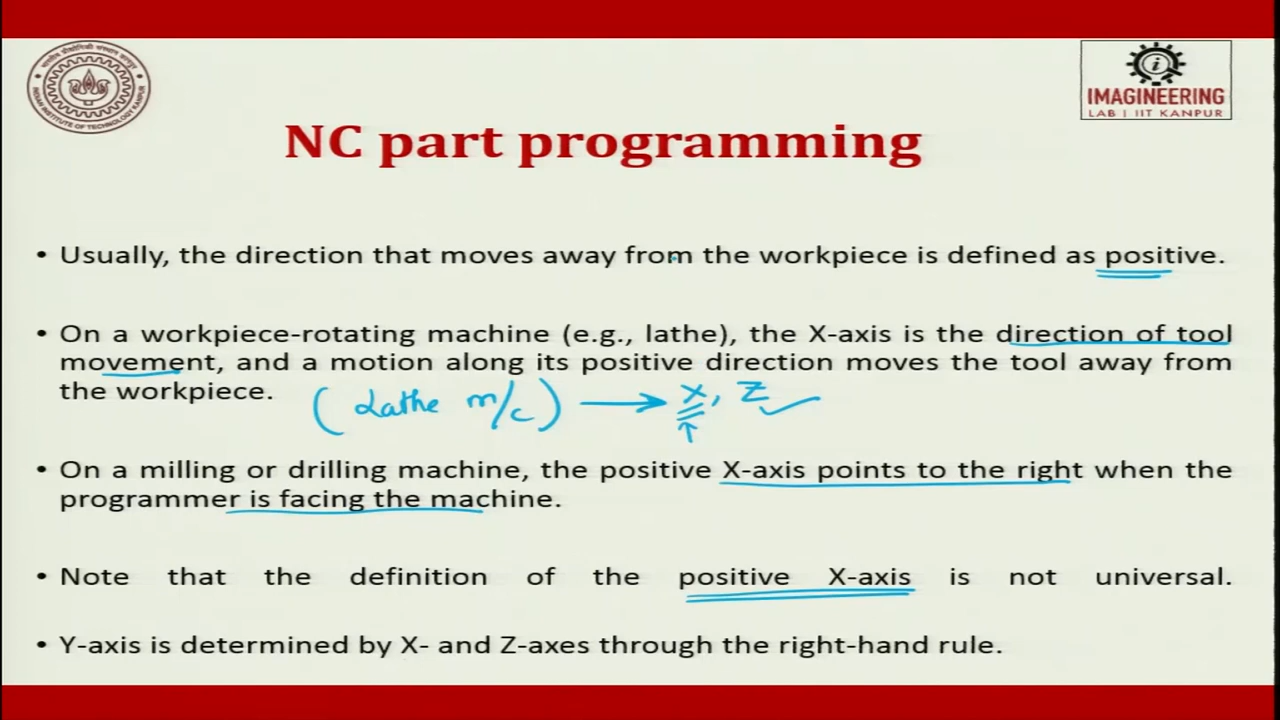 IMAGINEERING
LAB | IIT KANPUR
NC part programming
• Usually, the direction that moves away from the workpiece is defined as positive.
• On a workpiece-rotating machine (e.g., lathe), the X-axis is the direction of tool
movement, and a motion along its positive direction moves the tool away from
the workpiece.
(Lathe m/c) → X, Z
• On a milling or drilling machine, the positive X-axis points to the right when the
programmer is facing the machine.
• Note that the definition of the positive X-axis is not universal.
• Y-axis is determined by X- and Z-axes through the right-hand rule.